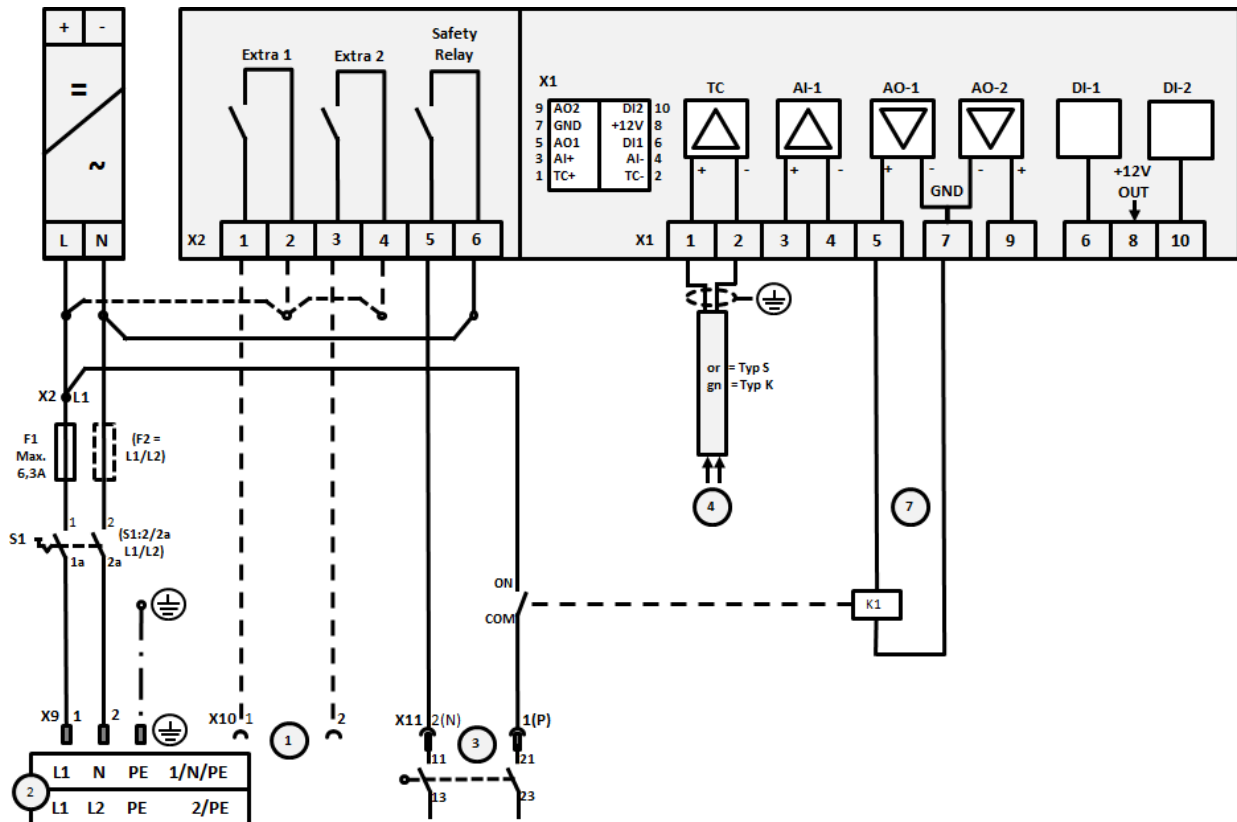 + -
=
~
L N
Extra 1
Extra 2
Safety
Relay
X2 1 2 3 4 5 6
X1
9 AO2 DI2 10
7 GND +12V 8
5 AO1 DI1 6
3 AI+ AI- 4
1 TC+ TC- 2
TC
AI-1
AO-1
AO-2
DI-1
DI-2
+ - + - + - - +
GND
+12V
OUT
X1 1 2 3 4 5 7 9 6 8 10
or = Typ S
gn = Typ K
X2 L1
F1
Max.
6,3A
(F2 =
L1/L2)
4
7
S1
1 2
1a 2a
(S1:2/2a
L1/L2)
ON
COM
K1
X9 1 2
X10 1 2
1
X11 2(N) 1(P)
3
11 21
13 23
2
L1 N PE 1/N/PE
L1 L2 PE 2/PE